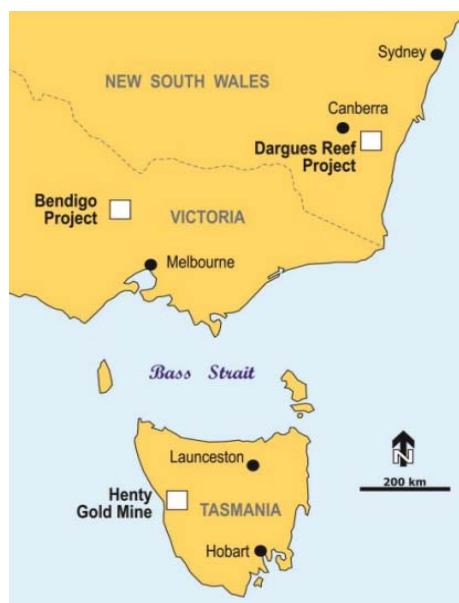 Sydney
NEW SOUTH WALES
Canberra
Dargues Reef
Project
Bendigo
Project
VICTORIA
Melbourne
Bass Strait
Launceston
N
200 km
Henty
Gold Mine
TASMANIA
Hobart